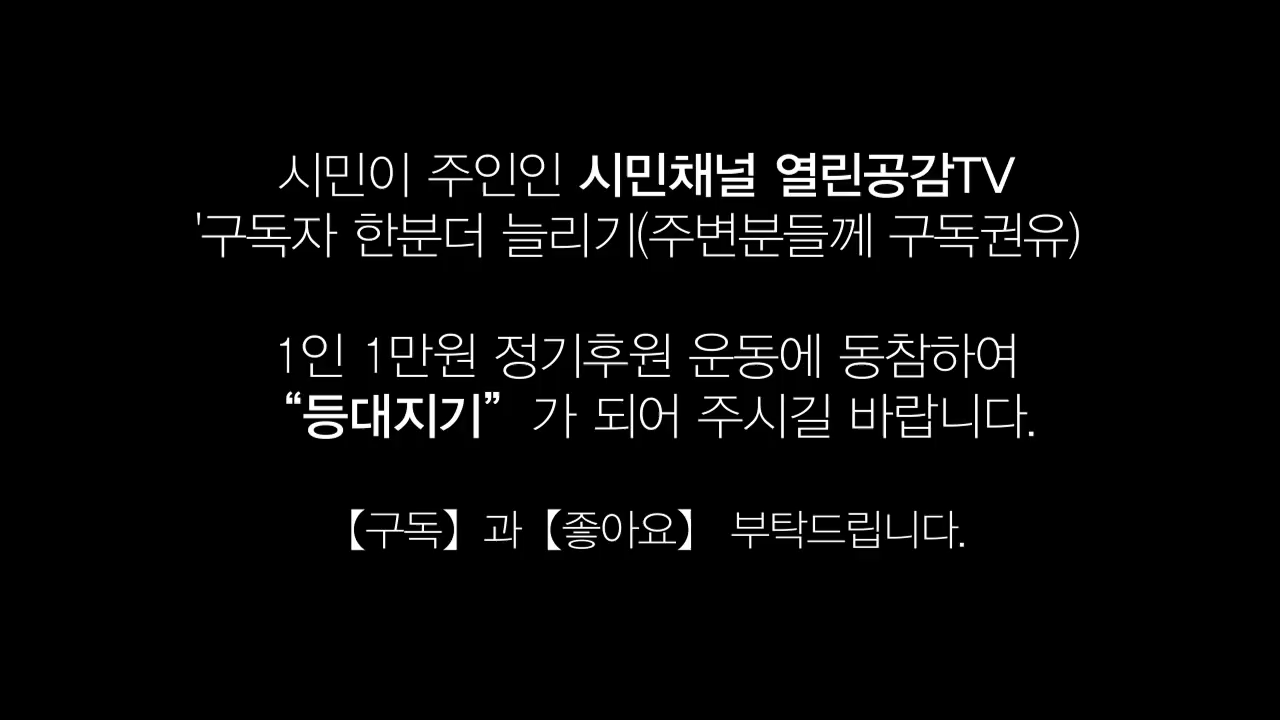 시민이 주인인 시민채널 열린공감TV
'구독자 한분더 늘리기(주변분들께 구독권유)
1인 1만원 정기후원 운동에 동참하여
“등대지기” 가 되어 주시길 바랍니다.
【구독】과【좋아요】 부탁드립니다.